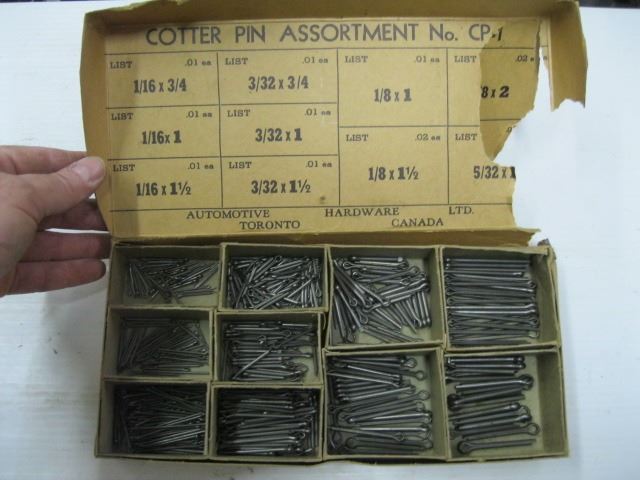 COTTER PIN ASSORTMENT No. CP-1
LIST .01 ea LIST .01 ea LIST .01 ea LIST .02 ea
1/16 x 3/4 3/32 x 3/4 1/8 x 1 /8 x 2
.01 ea LIST .01 ea
1/16 x 1 3/32 x 1
LIST .02 ea LIST
LIST .01 ea LIST .01 ea
1/16 x 1½ 3/32 x 1½ 1/8 x 1½ 5/32 x 1
AUTOMOTIVE HARDWARE LTD.
TORONTO CANADA